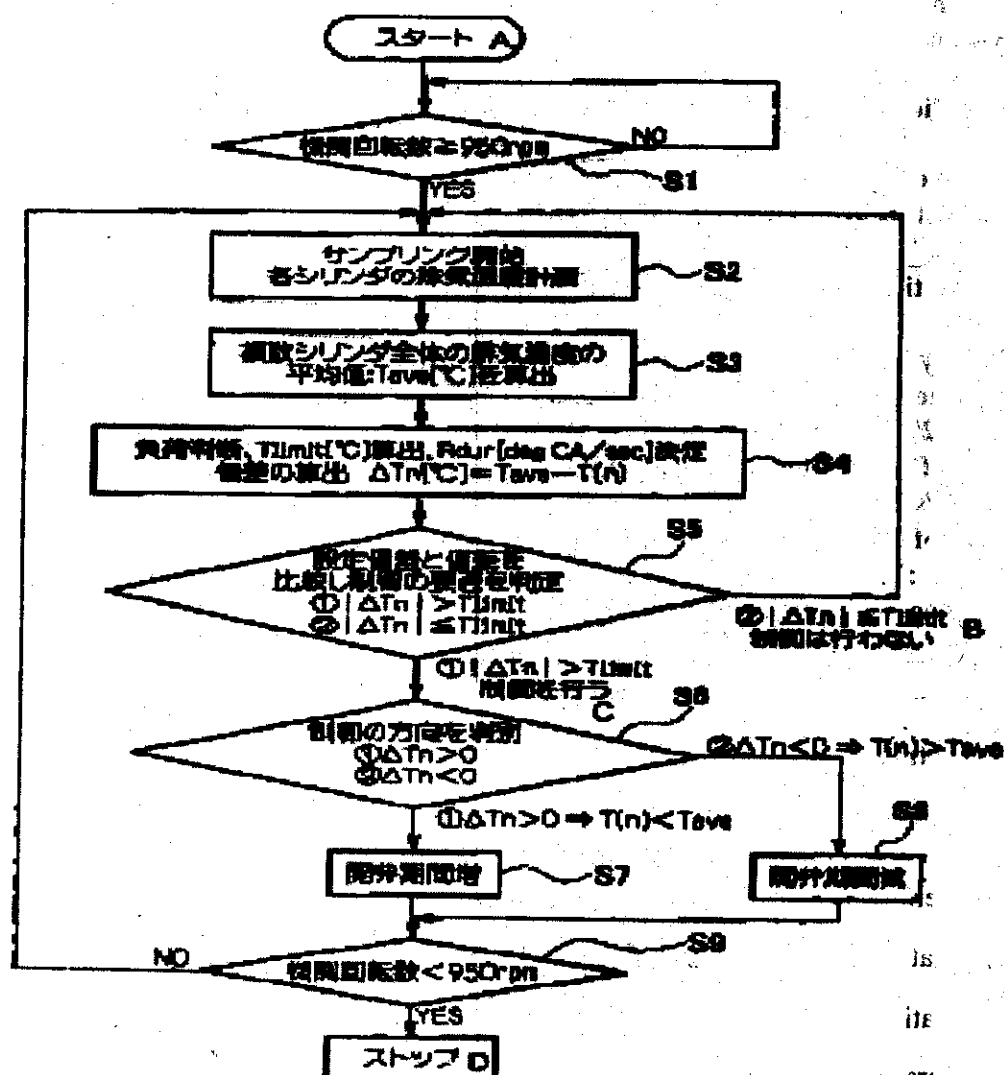 スタート A
機関回転数≧950rpm
NO
S1
YES
サンプリング開始
各シリンダの排気温度計測
S2
複数シリンダ全体の排気温度の
平均値:Tave[℃]を算出
S3
負荷判断、Tlimit[℃]算出、Rdur[deg CA/sec]決定
偏差の算出 ΔTn[℃]=Tave-T(n)
S4
設定偏差と偏差を
比較し制御の要否を判定
①|ΔTn|>Tlimit
②|ΔTn|≦Tlimit
S5
②|ΔTn|≦Tlimit
制御は行わない B
①|ΔTn|>Tlimit
制御を行う
C
制御の方向を判別
①ΔTn>0
②ΔTn<0
S6
②ΔTn<0⇒T(n)>Tave
①ΔTn>0⇒T(n)<Tave
開弁期間増
S7
開弁期間減
S8
機関回転数<950rpm
S9
NO
YES
ストップ D